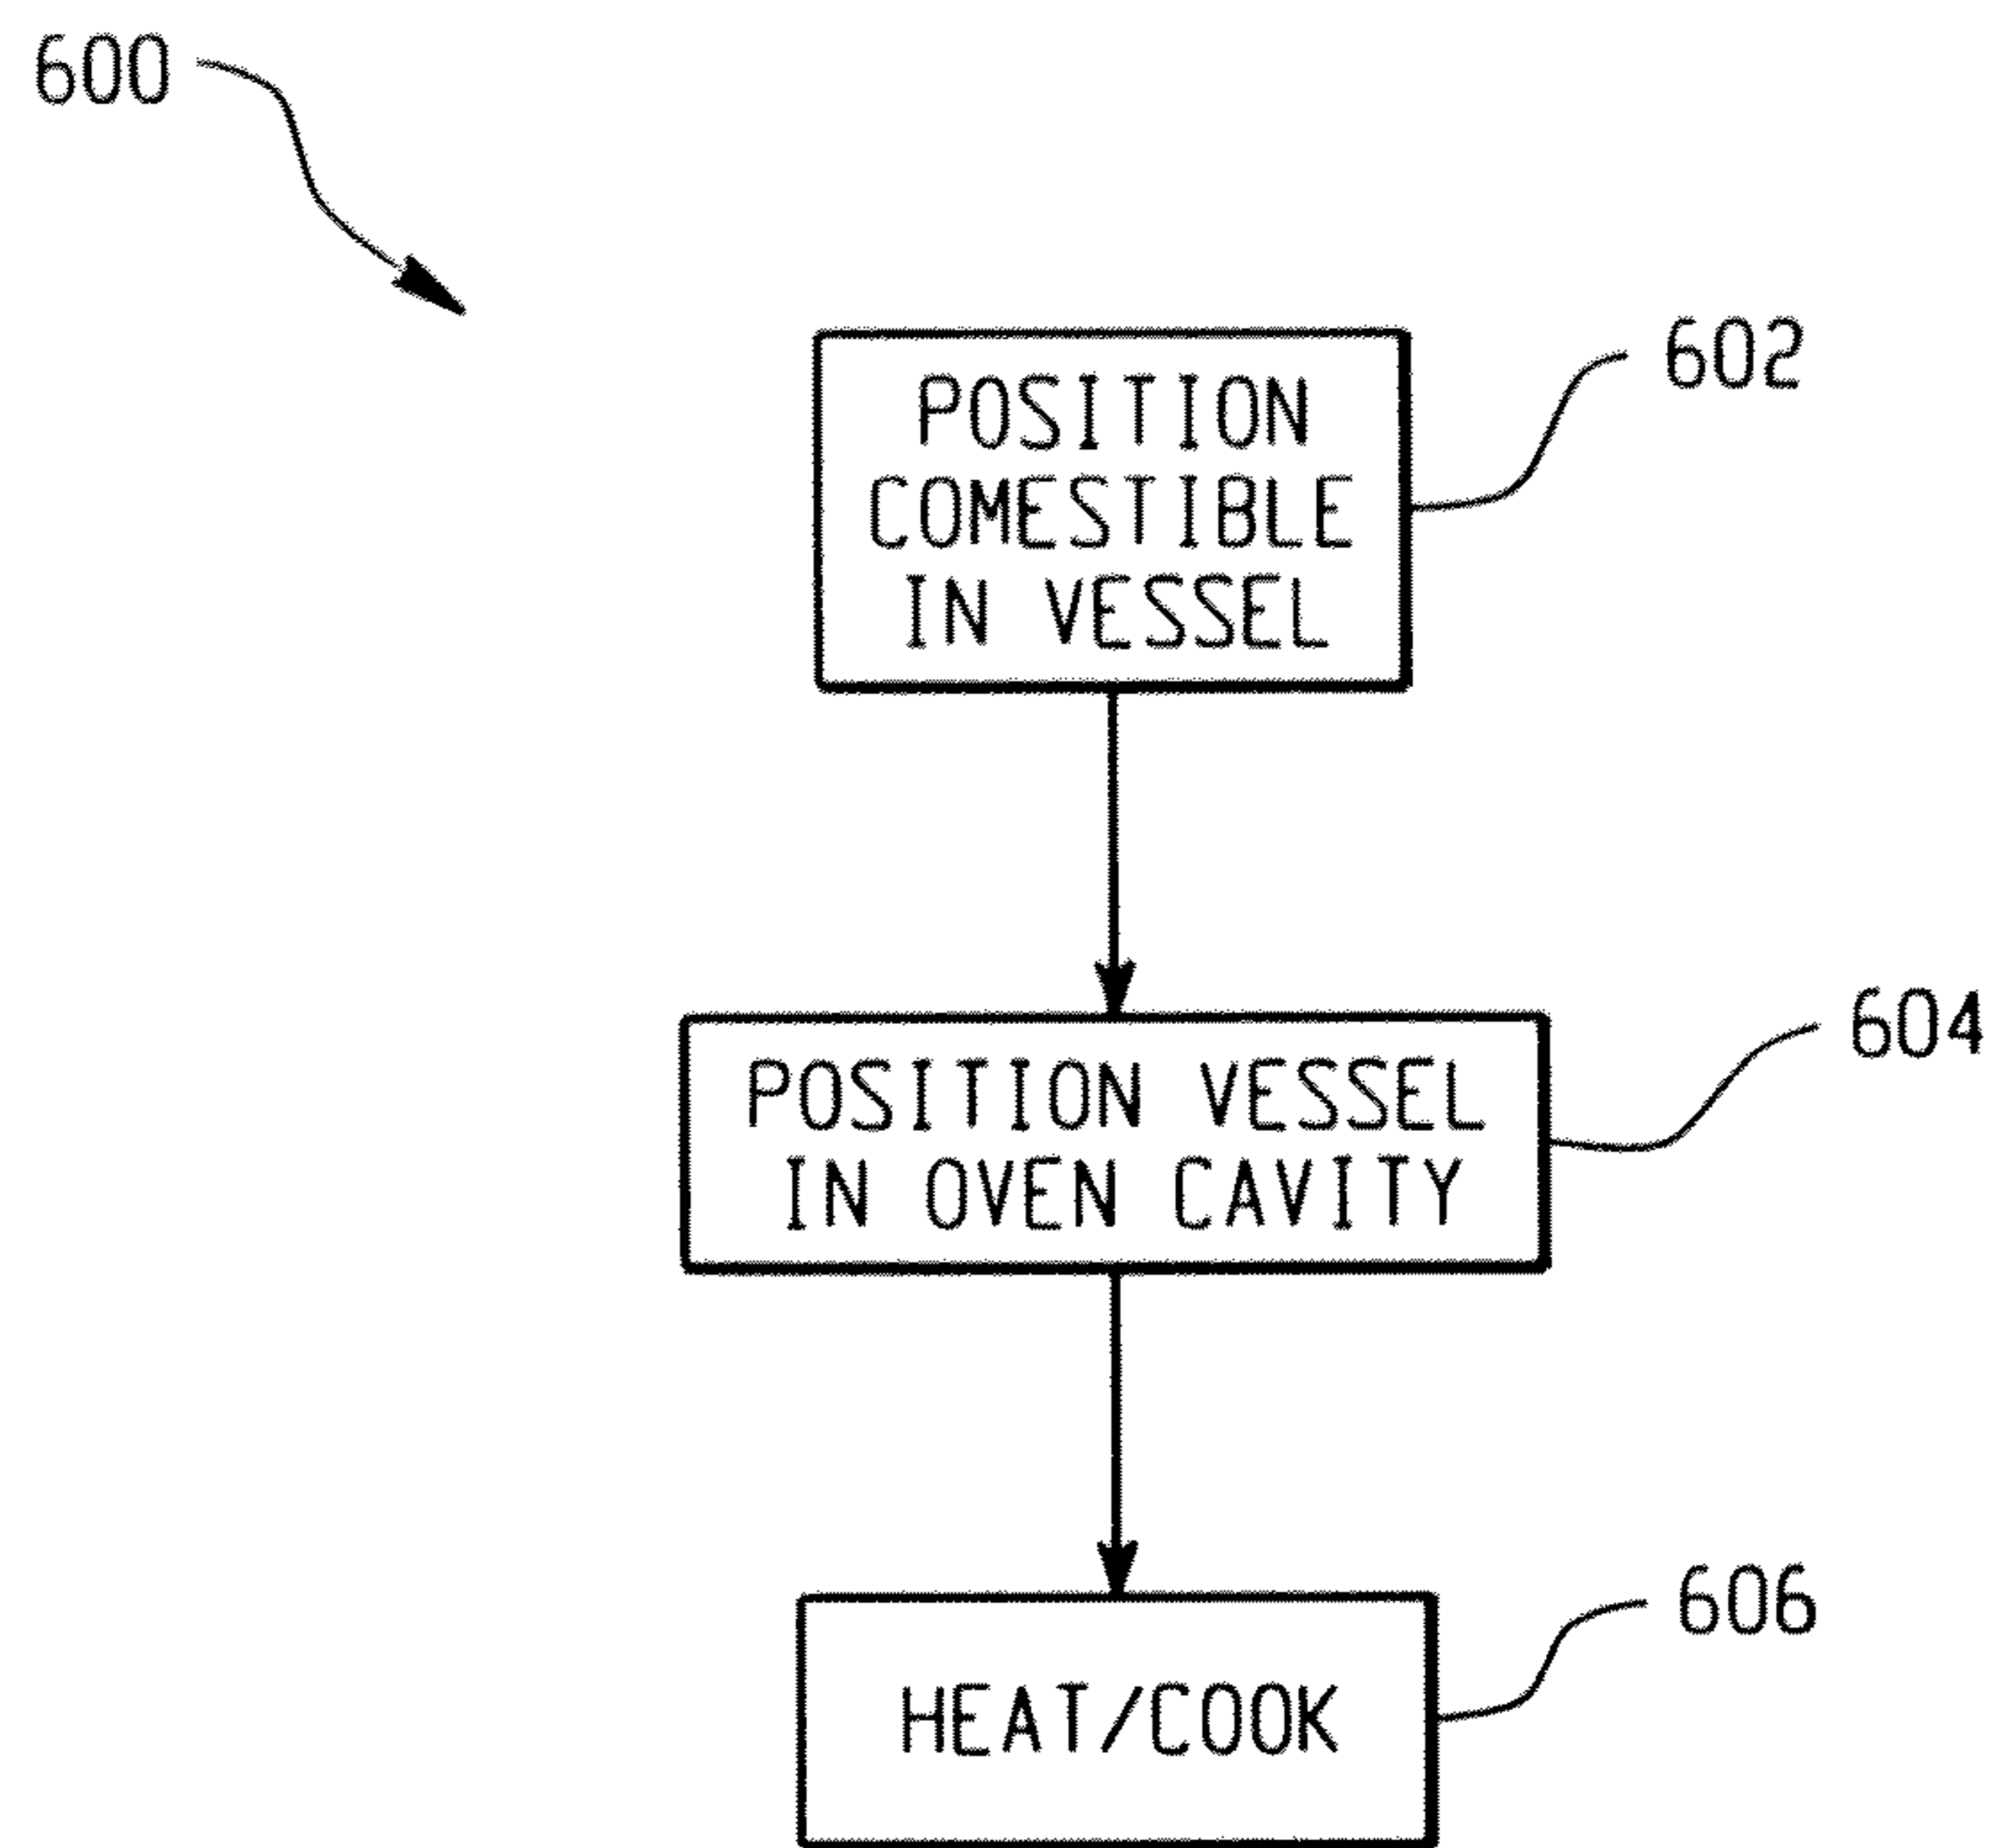 600
POSITION
COMESTIBLE
IN VESSEL
602
POSITION VESSEL
IN OVEN CAVITY
604
HEAT/COOK
606